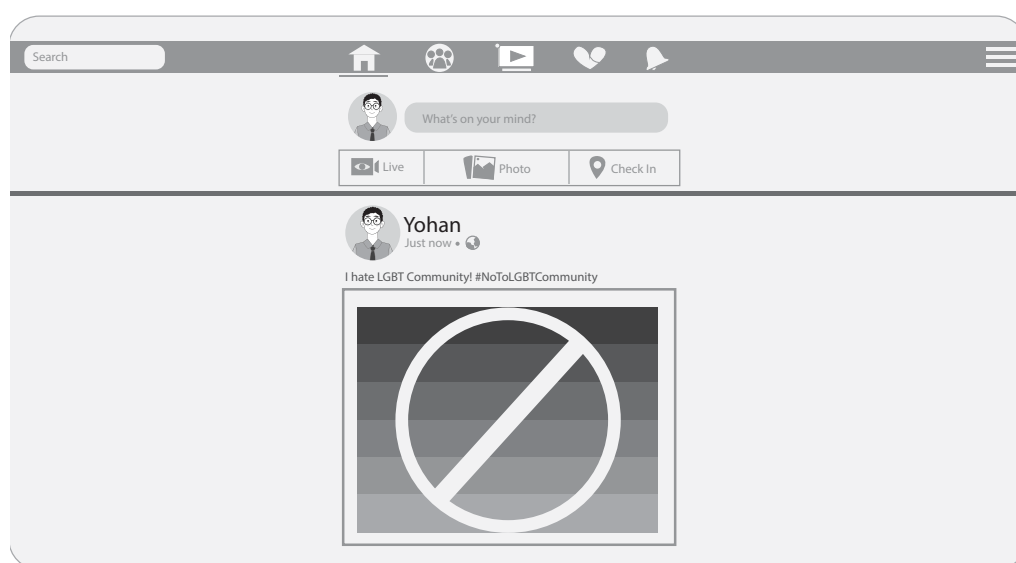 Search
What's on your mind?
Live
Photo
Check In
Yohan
Just now •
I hate LGBT Community! #NoToLGBTCommunity